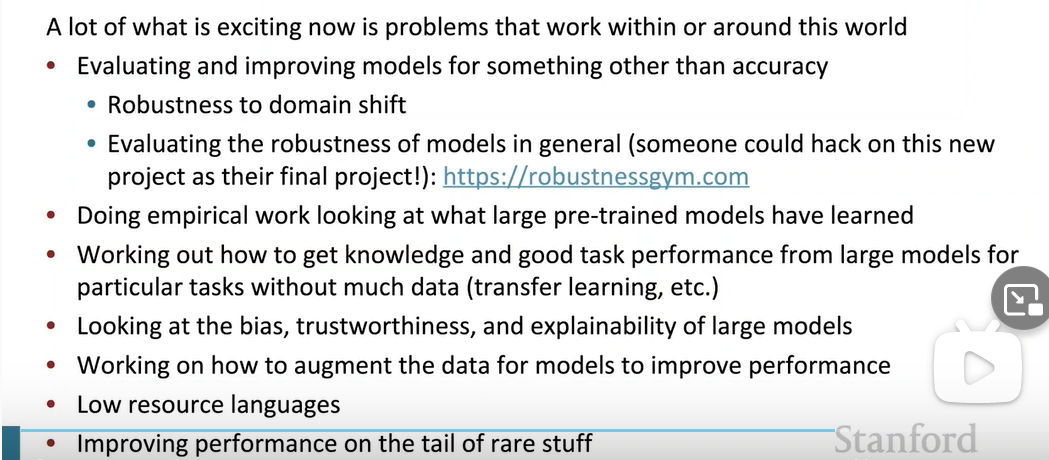 A lot of what is exciting now is problems that work within or around this world
• Evaluating and improving models for something other than accuracy
• Robustness to domain shift
• Evaluating the robustness of models in general (someone could hack on this new
project as their final project!): https://robustnessgym.com
• Doing empirical work looking at what large pre-trained models have learned
• Working out how to get knowledge and good task performance from large models for
particular tasks without much data (transfer learning, etc.)
• Looking at the bias, trustworthiness, and explainability of large models
• Working on how to augment the data for models to improve performance
• Low resource languages
• Improving performance on the tail of rare stuff
Stanford